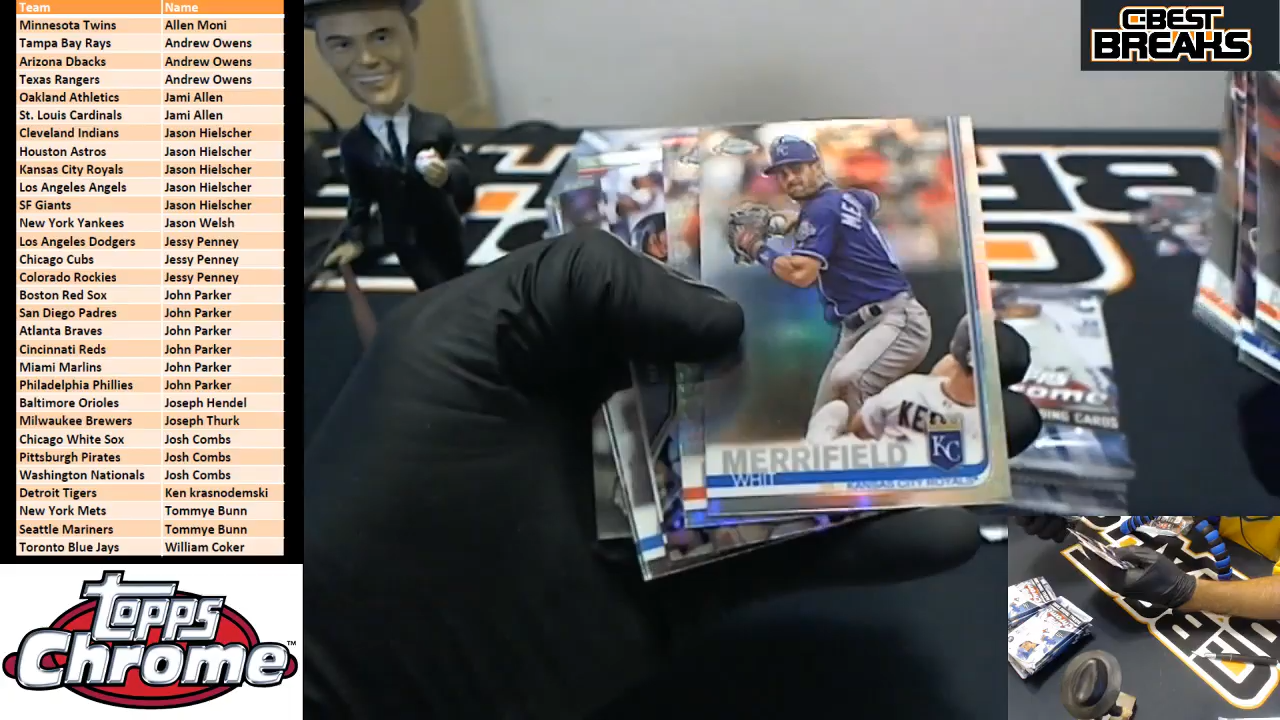 Team Name
Minnesota Twins Allen Moni
Tampa Bay Rays Andrew Owens
Arizona Dbacks Andrew Owens
Texas Rangers Andrew Owens
Oakland Athletics Jami Allen
St. Louis Cardinals Jami Allen
Cleveland Indians Jason Hielscher
Houston Astros Jason Hielscher
Kansas City Royals Jason Hielscher
Los Angeles Angels Jason Hielscher
SF Giants Jason Hielscher
New York Yankees Jason Welsh
Los Angeles Dodgers Jessy Penney
Chicago Cubs Jessy Penney
Colorado Rockies Jessy Penney
Boston Red Sox John Parker
San Diego Padres John Parker
Atlanta Braves John Parker
Cincinnati Reds John Parker
Miami Marlins John Parker
Philadelphia Phillies John Parker
Baltimore Orioles Joseph Hendel
Milwaukee Brewers Joseph Thurk
Chicago White Sox Josh Combs
Pittsburgh Pirates Josh Combs
Washington Nationals Josh Combs
Detroit Tigers Ken krasnodemski
New York Mets Tommye Bunn
Seattle Mariners Tommye Bunn
Toronto Blue Jays William Coker
Topps
Chrome™
C-BEST
BREAKS
KC
MER
KE
MERRIFIELD
WHIT
KC
KANSAS CITY ROYALS